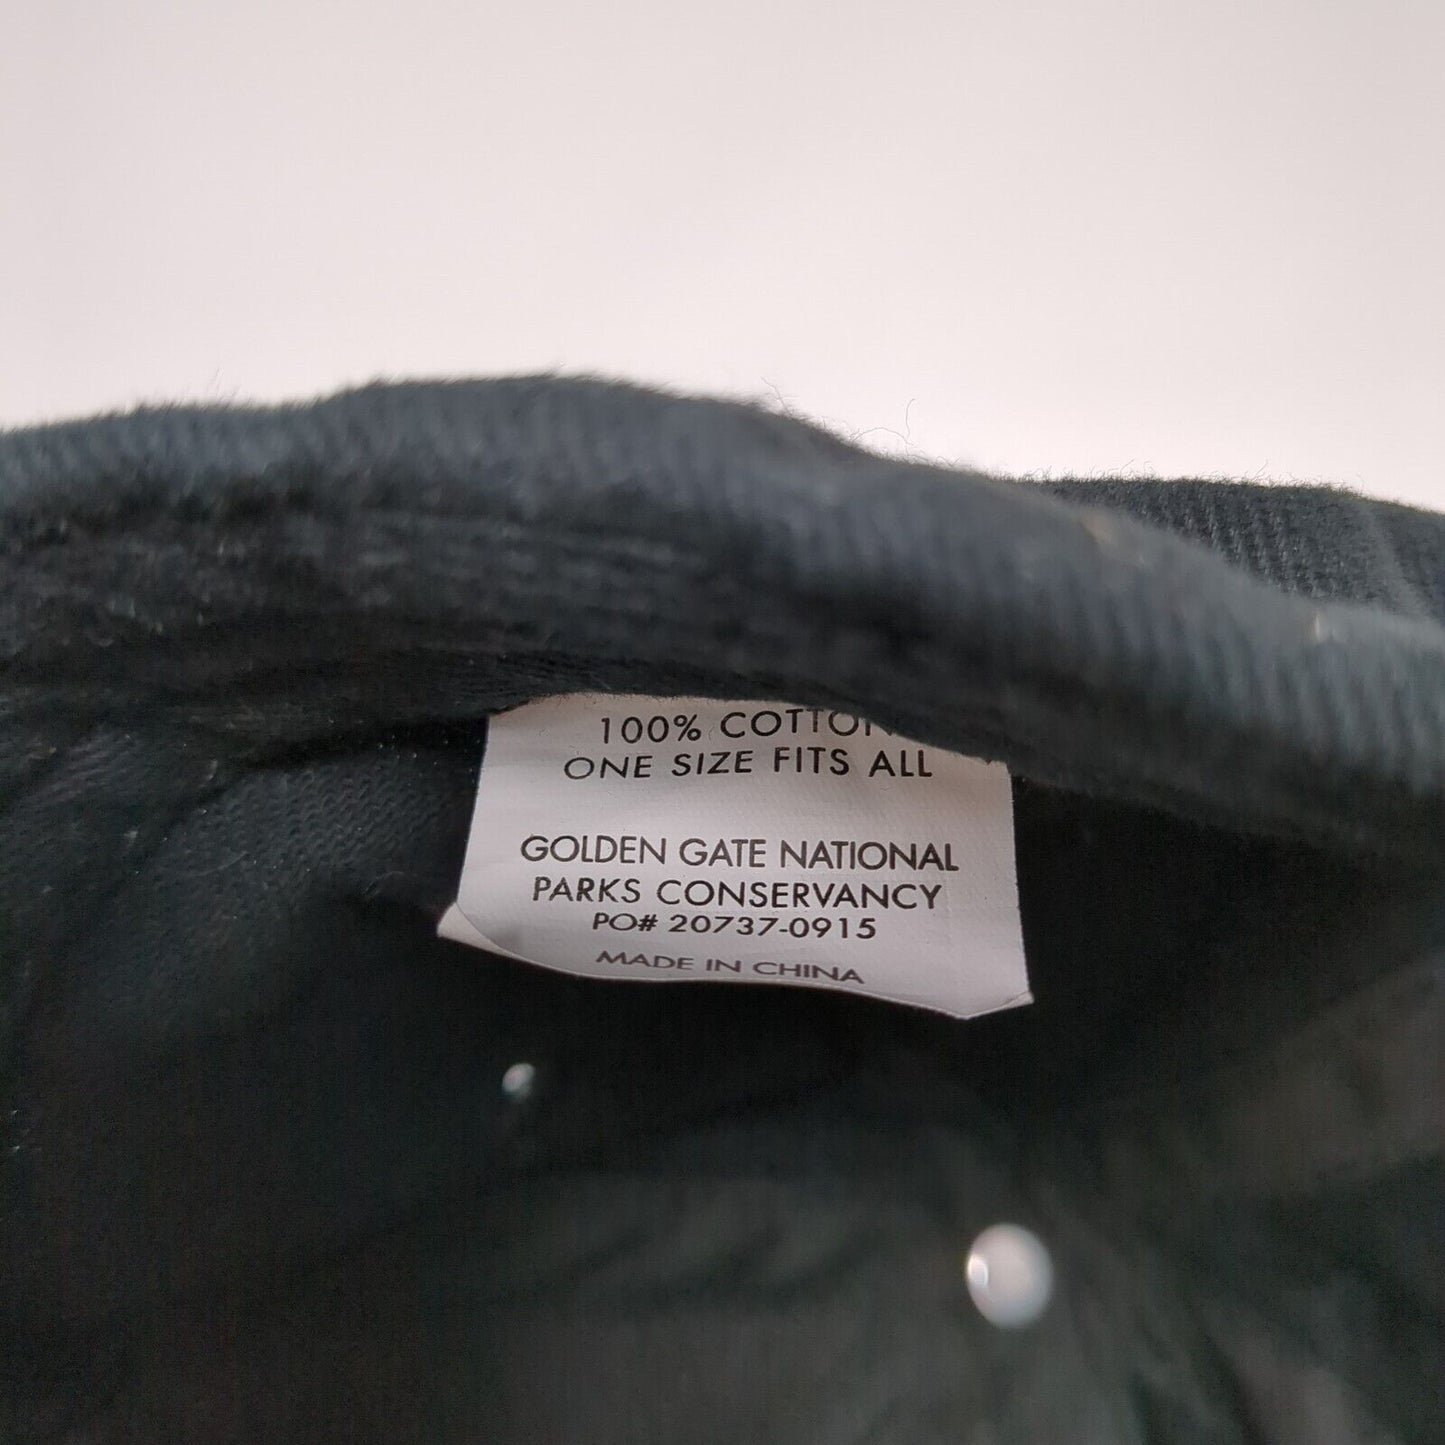 100% COTTON
ONE SIZE FITS ALL
GOLDEN GATE NATIONAL
PARKS CONSERVANCY
PO# 20737-0915
MADE IN CHINA